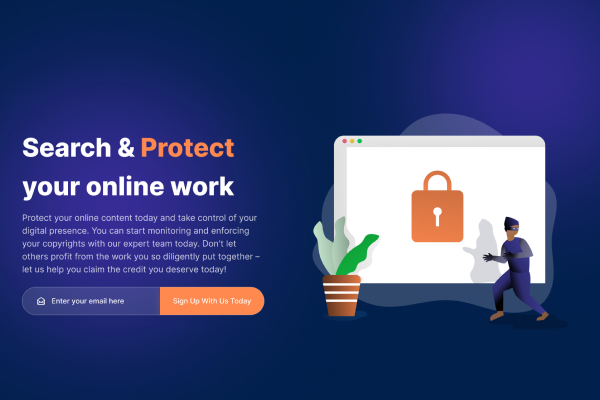 Search & Protect
your online work
Protect your online content today and take control of your
digital presence. You can start monitoring and enforcing
your copyrights with our expert team today. Don't let
others profit from the work you so diligently put together –
let us help you claim the credit you deserve today!
Enter your email here
Sign Up With Us Today